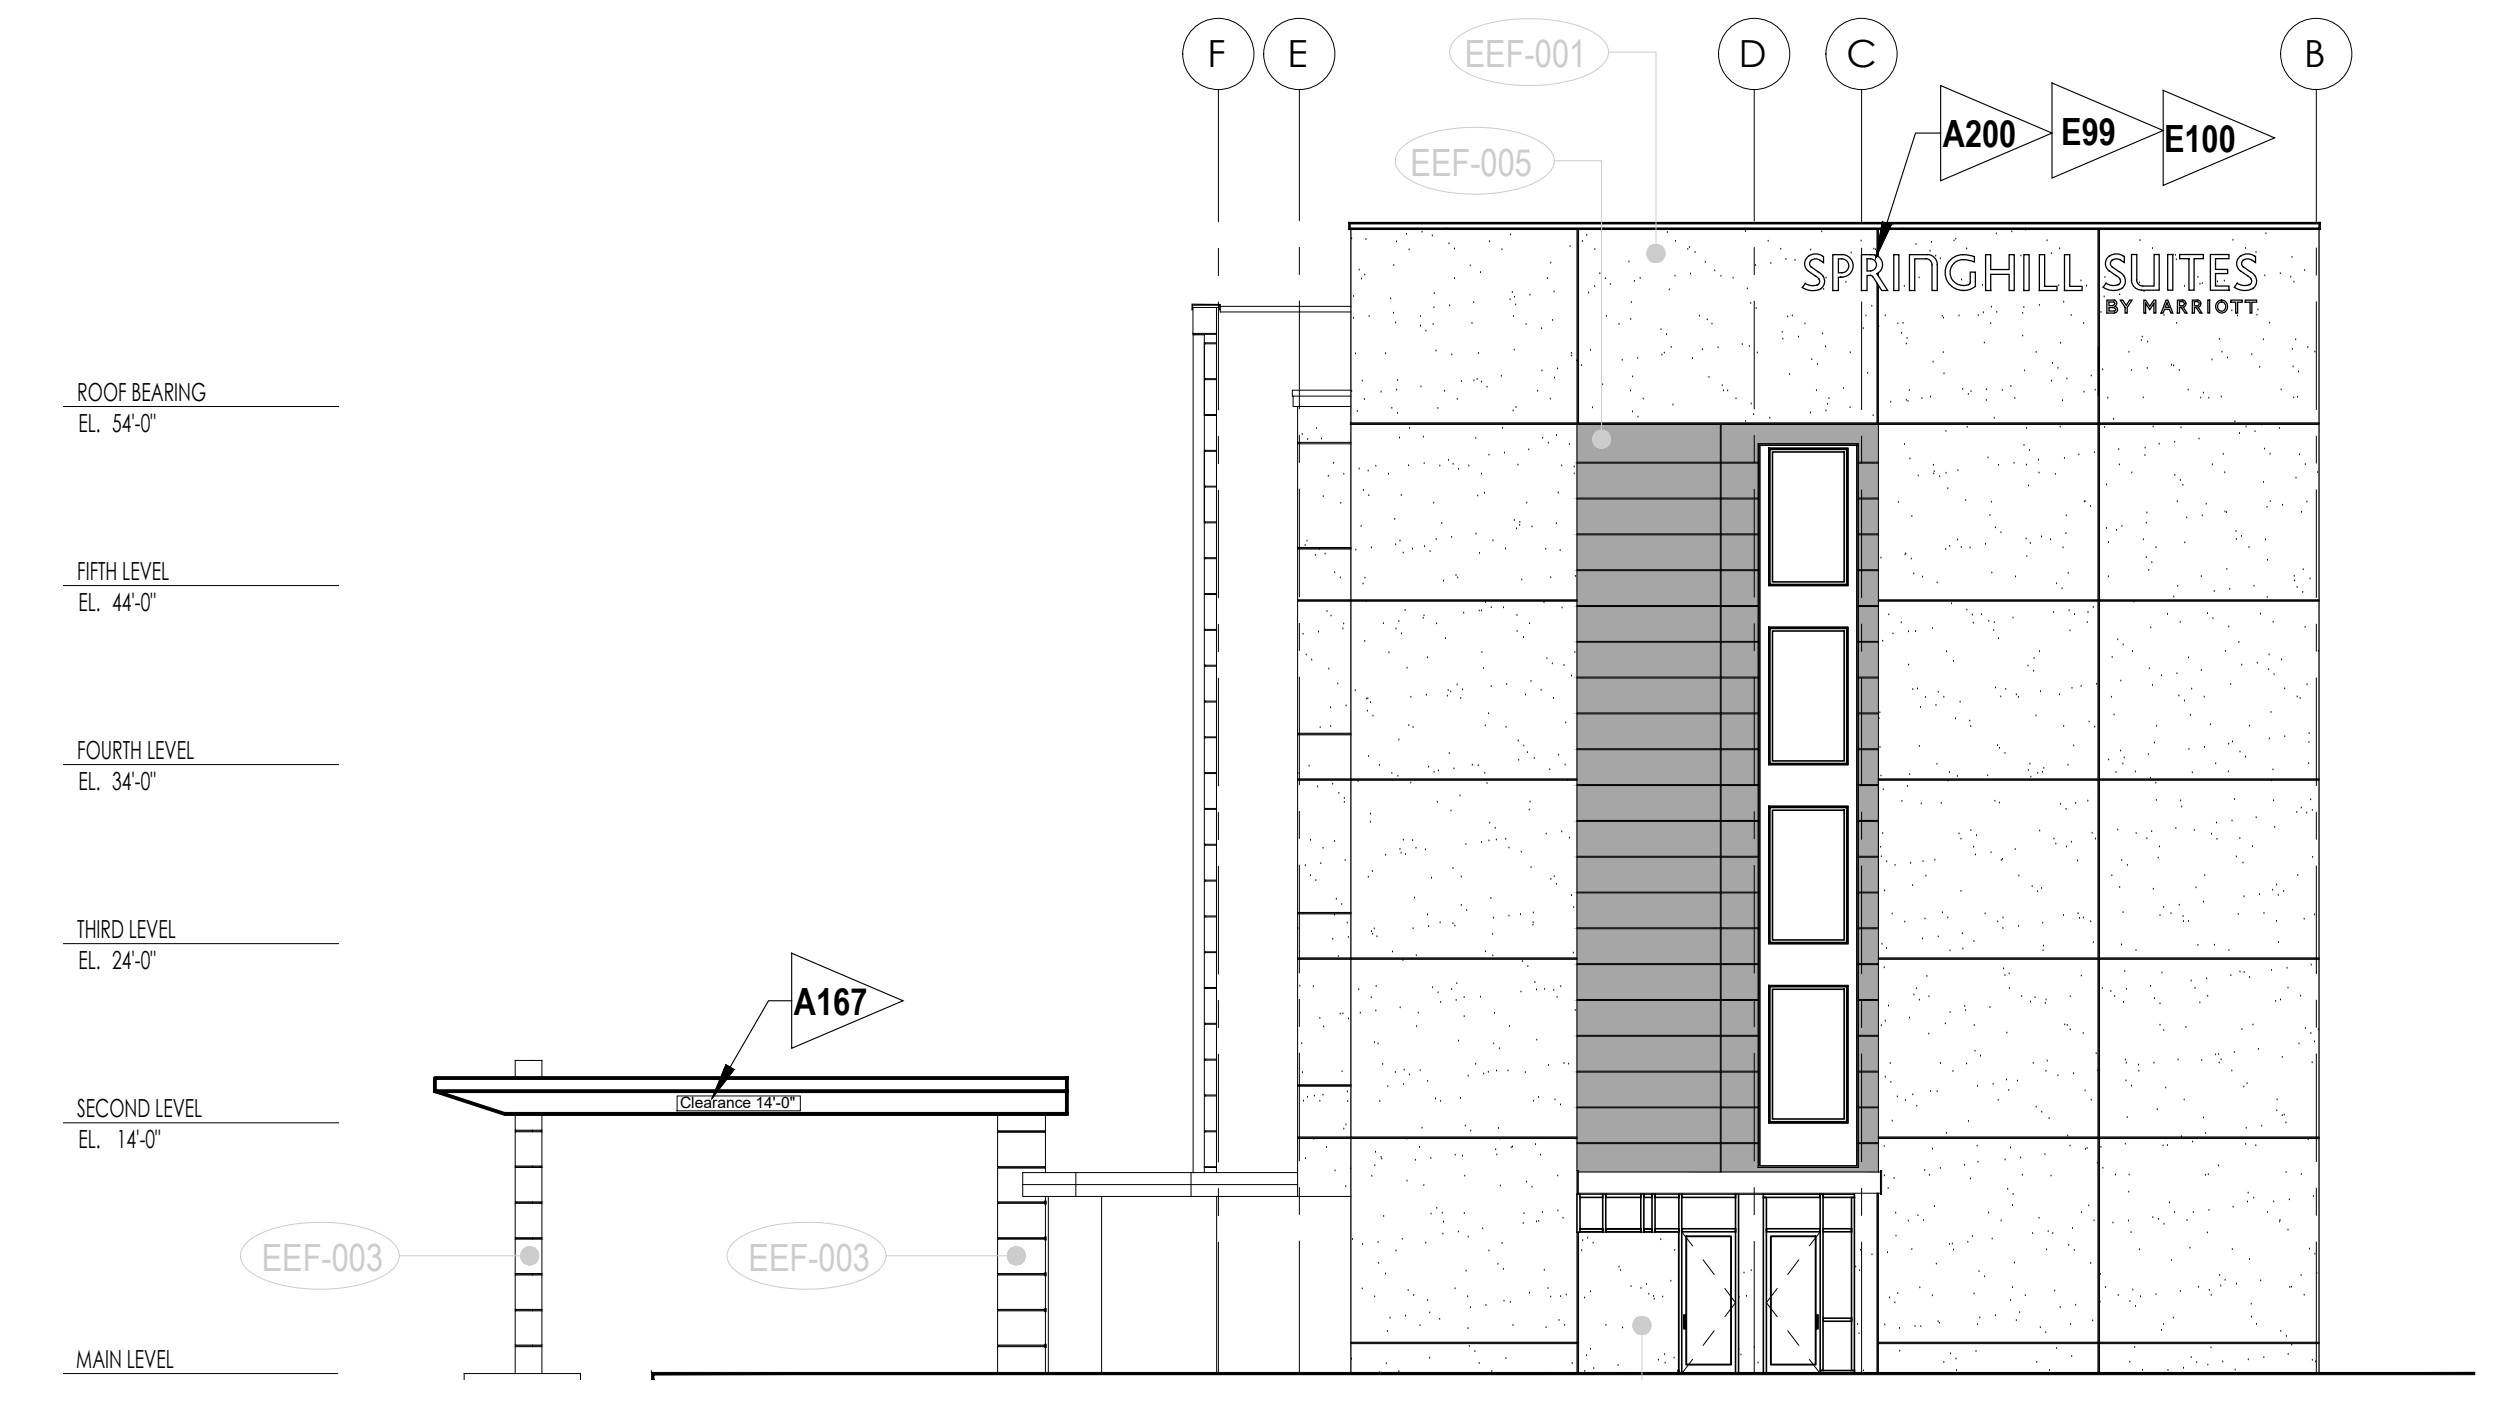 F
E
EEF-001
D
C
B
A200
E99
E100
EEF-005
SPRINGHILL SUITES
BY MARRIOTT
ROOF BEARING
EL. 54'-0"
FIFTH LEVEL
EL. 44'-0"
FOURTH LEVEL
EL. 34'-0"
THIRD LEVEL
EL. 24'-0"
A167
Clearance 14'-0"
SECOND LEVEL
EL. 14'-0"
EEF-003
EEF-003
MAIN LEVEL